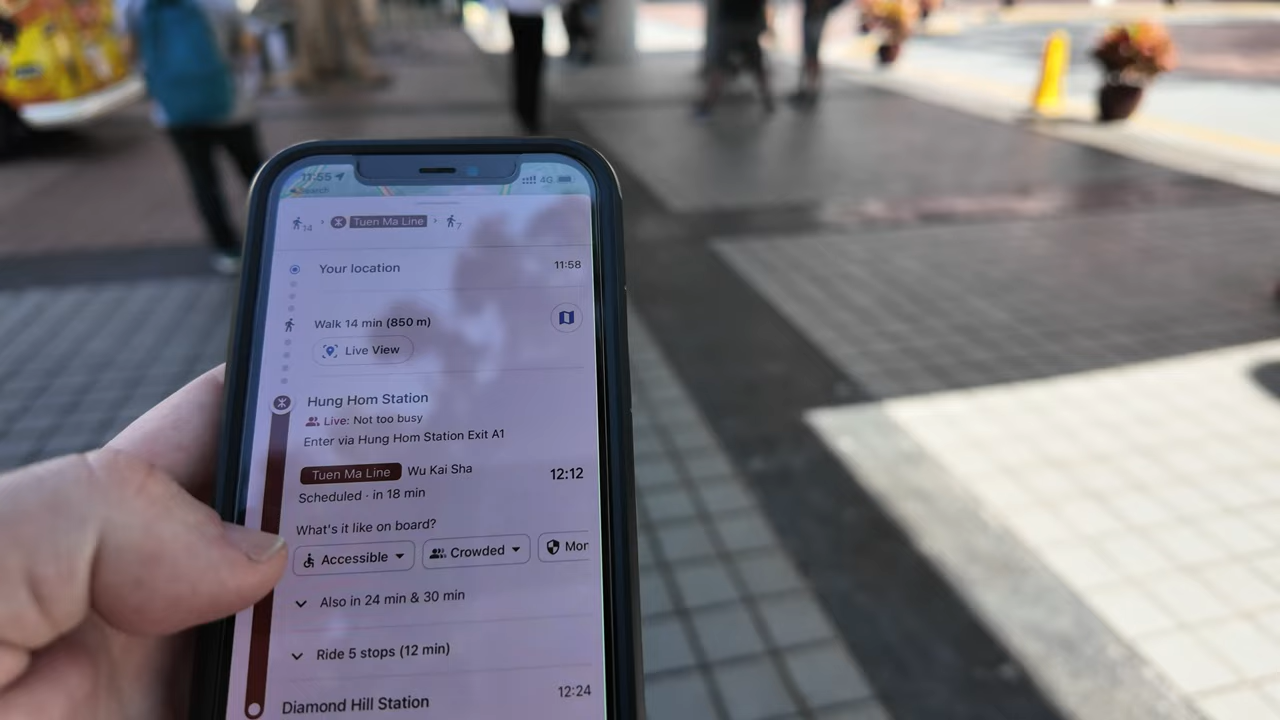 11:55 4G
Search
14 Tuen Ma Line 7
Your location 11:58
Walk 14 min (850 m)
Live View
Hung Hom Station
Live: Not too busy
Enter via Hung Hom Station Exit A1
Tuen Ma Line Wu Kai Sha 12:12
Scheduled · in 18 min
What's it like on board?
Accessible Crowded Mor
Also in 24 min & 30 min
Ride 5 stops (12 min)
Diamond Hill Station 12:24